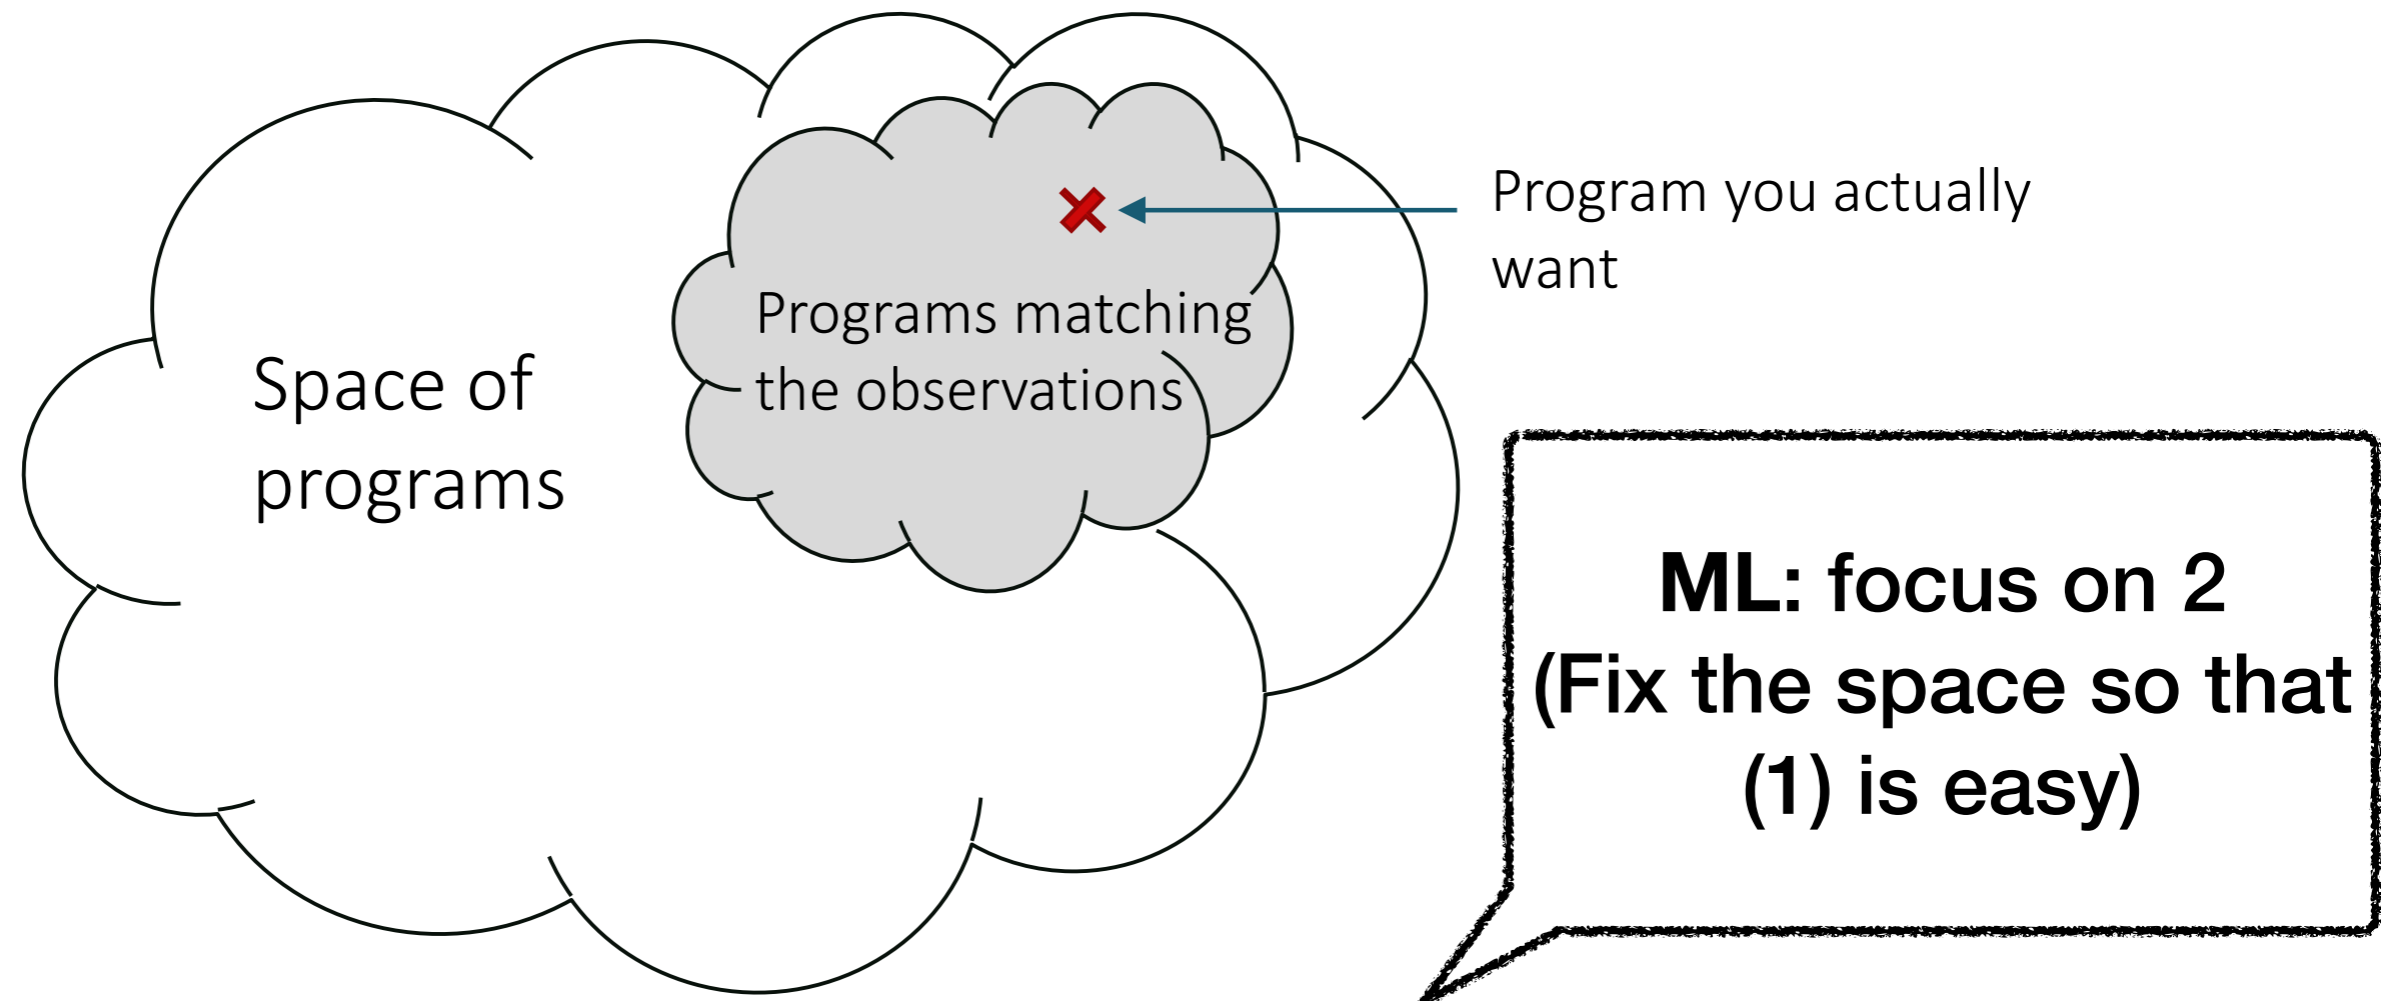 Program you actually
want
Programs matching
the observations
Space of
programs
ML: focus on 2
(Fix the space so that
(1) is easy)